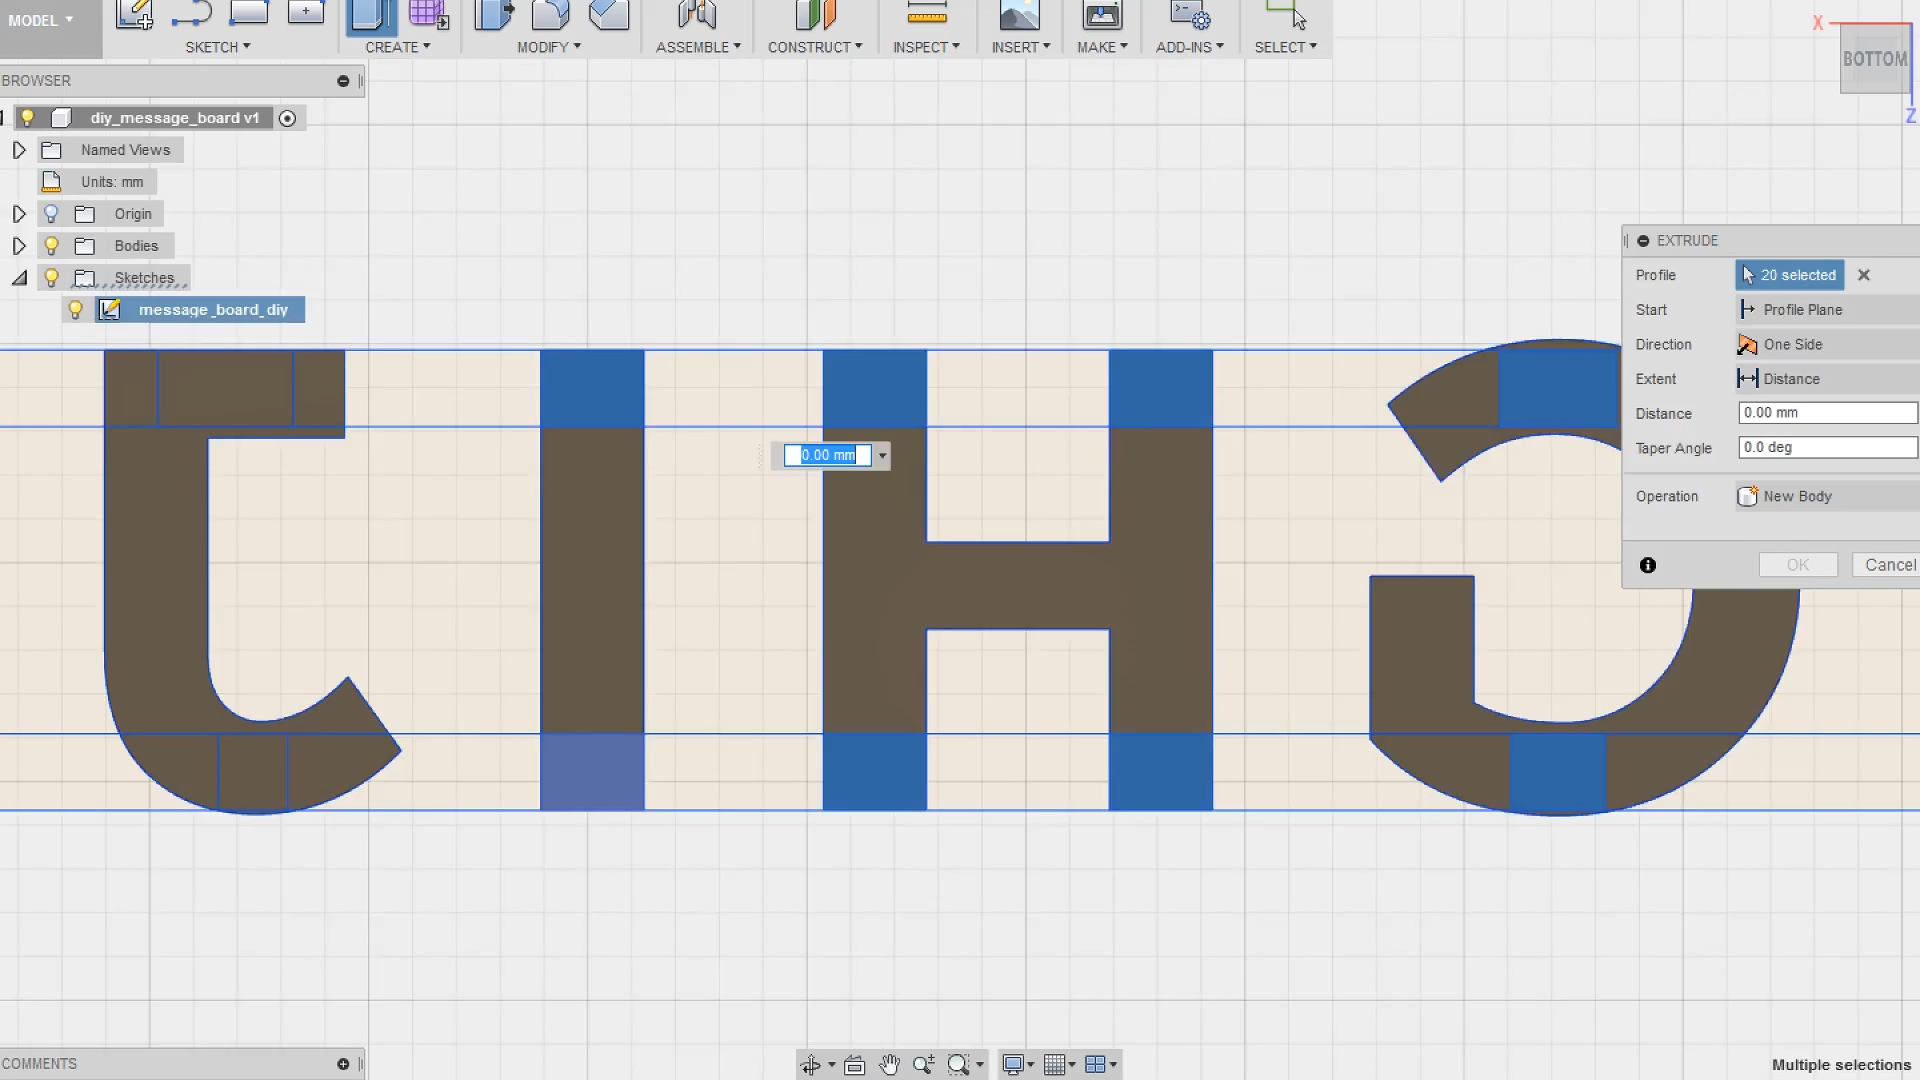 MODEL
SKETCH
CREATE
MODIFY
ASSEMBLE
CONSTRUCT
INSPECT
INSERT
MAKE
ADD-INS
SELECT
X
BOTTOM
Z
BROWSER
diy_message_board v1
Named Views
Units: mm
Origin
Bodies
Sketches
message_board_diy
EXTRUDE
Profile 20 selected
Start Profile Plane
Direction One Side
Extent Distance
Distance 0.00 mm
Taper Angle 0.0 deg
Operation New Body
OK Cancel
0.00 mm
COMMENTS
Multiple selections